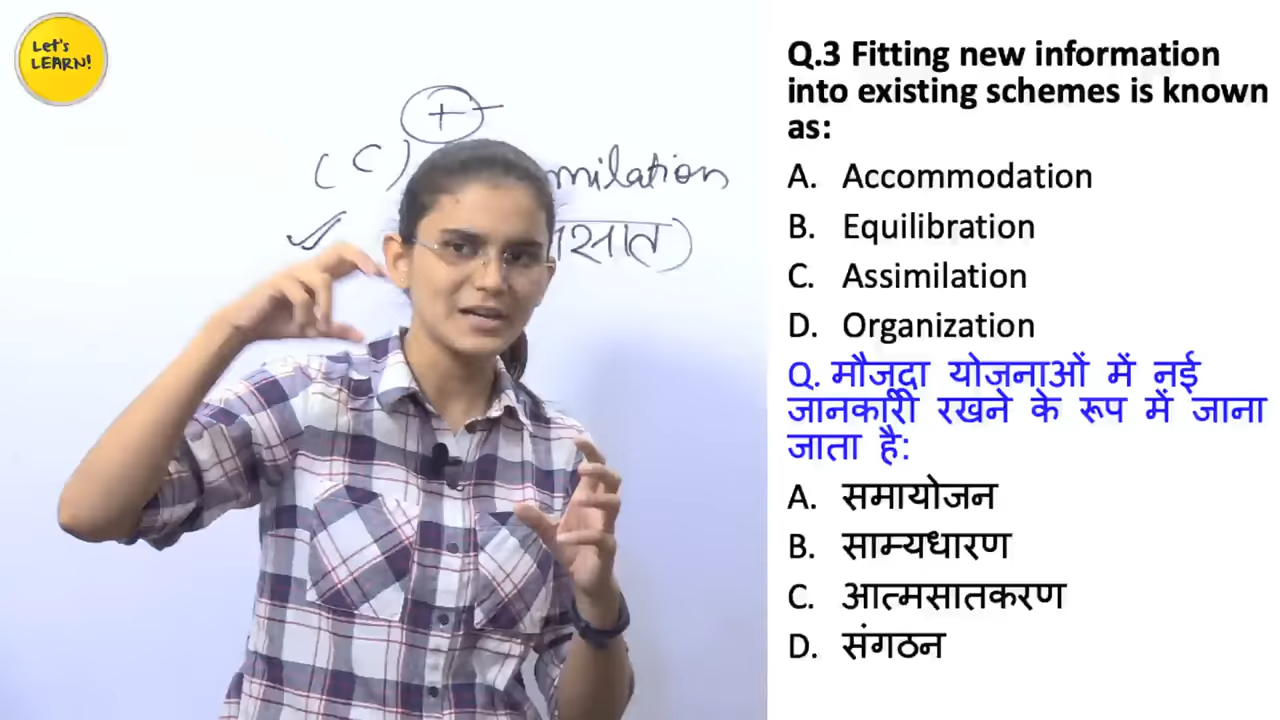 Let's
LEARN!
(C) milation
ासात)
Q.3 Fitting new information
into existing schemes is known
as:
A. Accommodation
B. Equilibration
C. Assimilation
D. Organization
Q. मौजूदा योजनाओं में नई
जानकारी रखने के रूप में जाना
जाता है:
A. समायोजन
B. साम्यधारण
C. आत्मसातकरण
D. संगठन